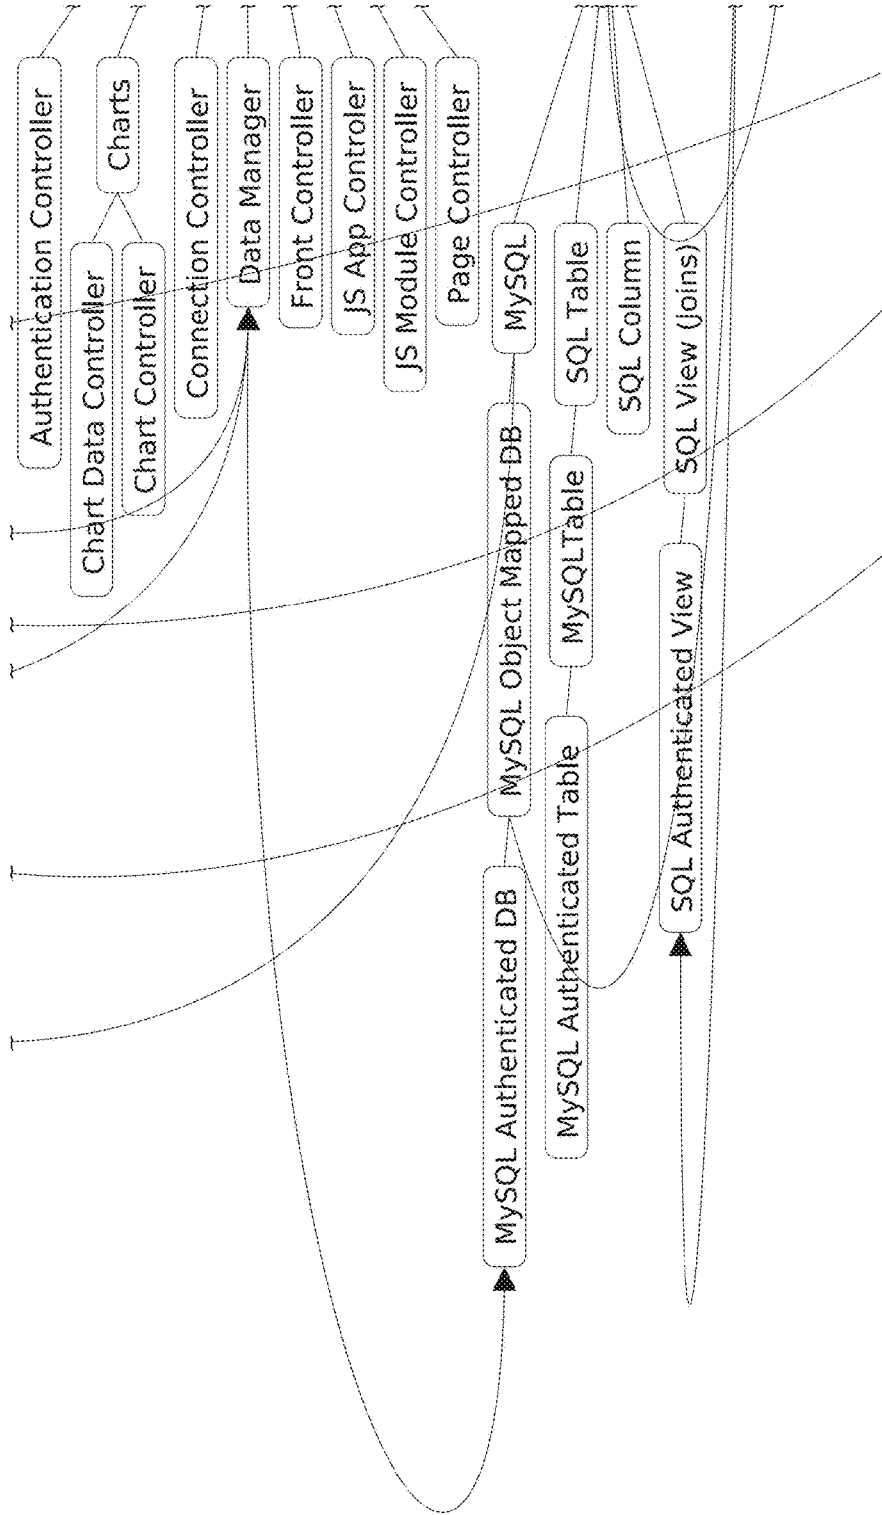 Authentication Controller
Charts
Chart Data Controller
Chart Controller
Connection Controller
Data Manager
Front Controller
JS App Controler
JS Module Controller
Page Controller
MySQL
MySQL Object Mapped DB
MySQL Authenticated DB
SQL Table
MySQLTable
MySQL Authenticated Table
SQL Column
SQL View (Joins)
SQL Authenticated View